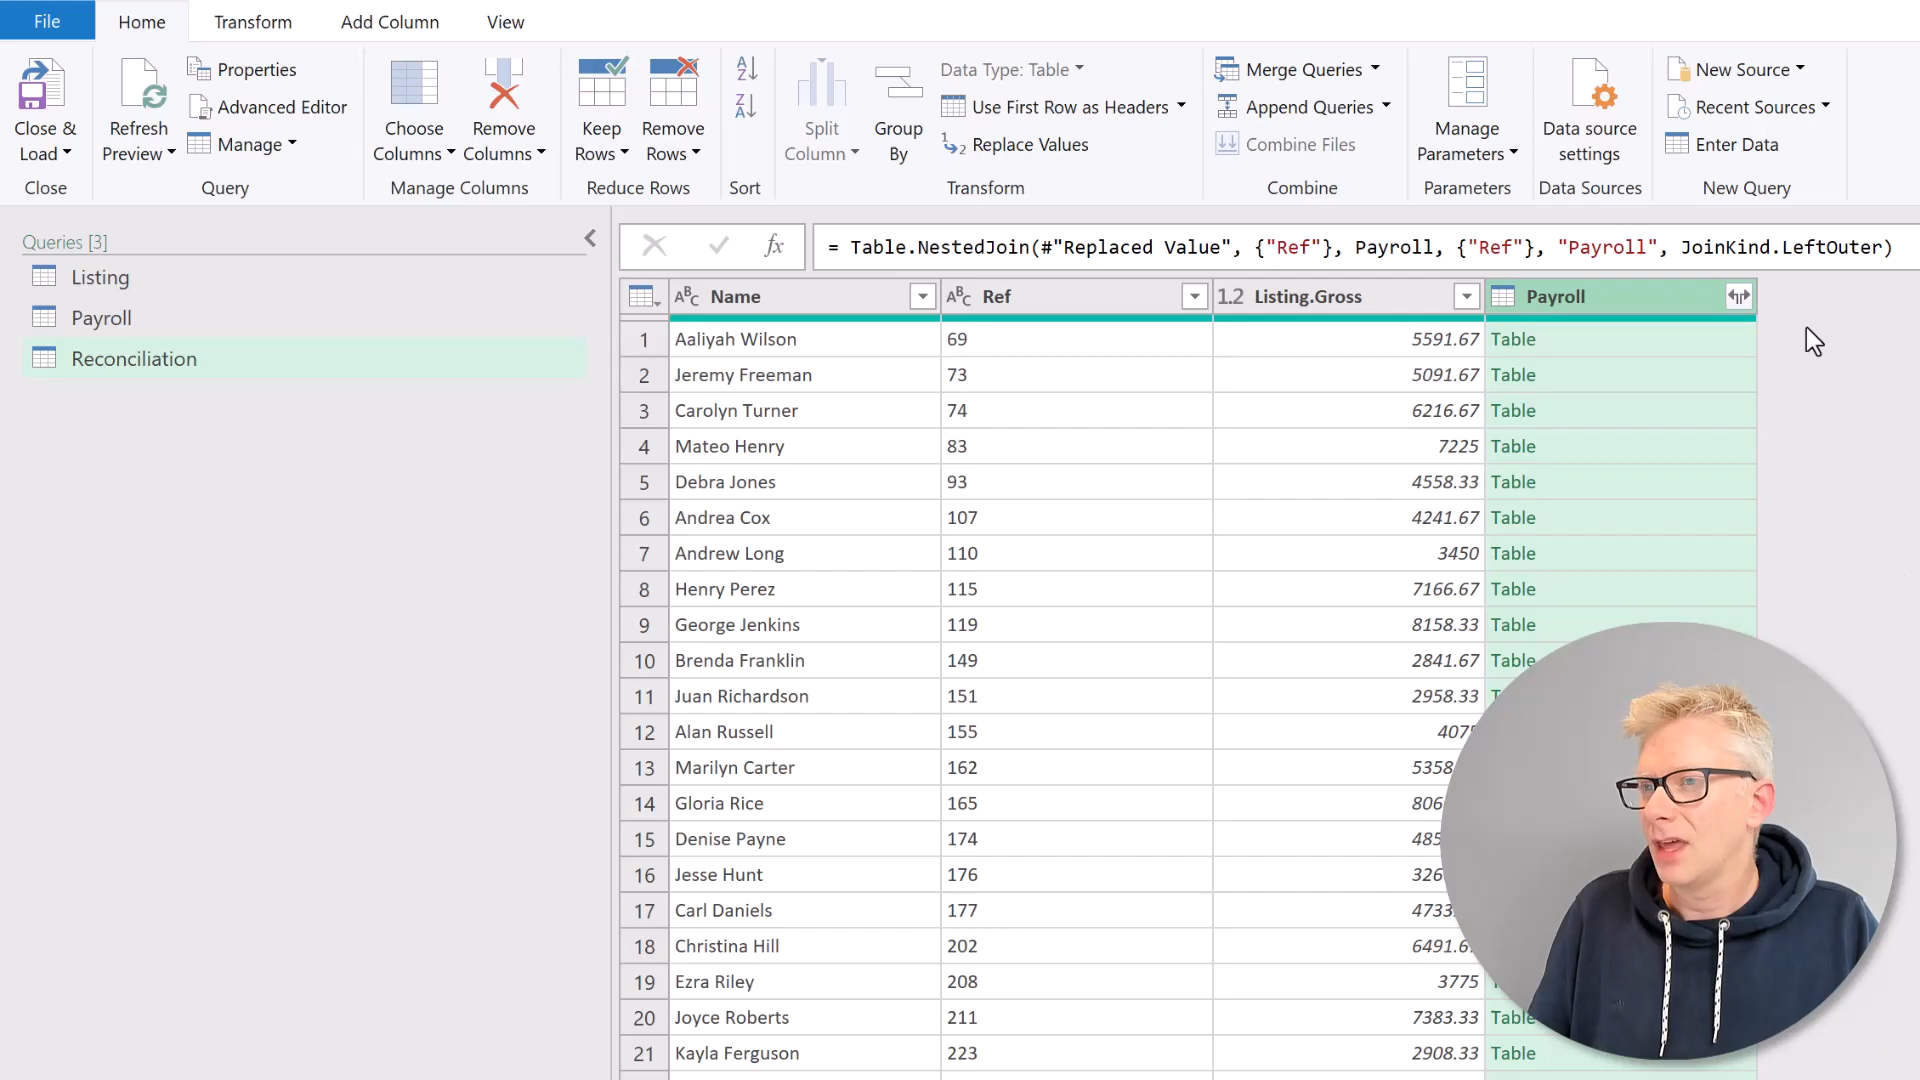 File Home Transform Add Column View
Close & Load
Close
Refresh Preview
Properties
Advanced Editor
Manage
Query
Choose Columns
Remove Columns
Manage Columns
Keep Rows
Remove Rows
Reduce Rows
A Z
Z A
Sort
Split Column
Group By
Data Type: Table
Use First Row as Headers
1 2 Replace Values
Transform
Merge Queries
Append Queries
Combine Files
Combine
Manage Parameters
Parameters
Data source settings
Data Sources
New Source
Recent Sources
Enter Data
New Query
Queries [3]
Listing
Payroll
Reconciliation
fx = Table.NestedJoin(#"Replaced Value", {"Ref"}, Payroll, {"Ref"}, "Payroll", JoinKind.LeftOuter)
ABC Name ABC Ref 1.2 Listing.Gross Payroll
1 Aaliyah Wilson 69 5591.67 Table
2 Jeremy Freeman 73 5091.67 Table
3 Carolyn Turner 74 6216.67 Table
4 Mateo Henry 83 7225 Table
5 Debra Jones 93 4558.33 Table
6 Andrea Cox 107 4241.67 Table
7 Andrew Long 110 3450 Table
8 Henry Perez 115 7166.67 Table
9 George Jenkins 119 8158.33 Table
10 Brenda Franklin 149 2841.67 Table
11 Juan Richardson 151 2958.33
12 Alan Russell 155
13 Marilyn Carter 162
14 Gloria Rice 165
15 Denise Payne 174
16 Jesse Hunt 176
17 Carl Daniels 177
18 Christina Hill 202
19 Ezra Riley 208 3775
20 Joyce Roberts 211 7383.33 Table
21 Kayla Ferguson 223 2908.33 Table